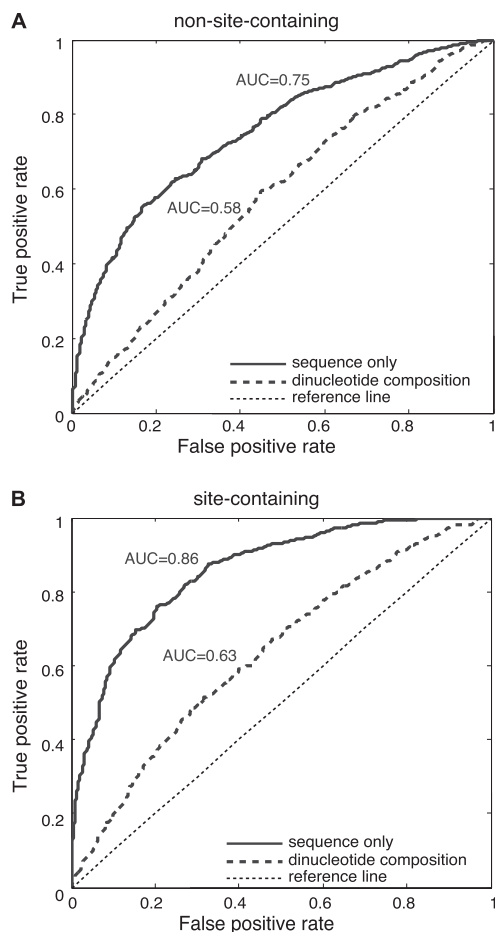 A
non-site-containing
1
0.8
0.6
0.4
0.2
0
True positive rate
AUC=0.75
AUC=0.58
sequence only
dinucleotide composition
reference line
0 0.2 0.4 0.6 0.8 1
False positive rate
B
site-containing
1
0.8
0.6
0.4
0.2
0
True positive rate
AUC=0.86
AUC=0.63
sequence only
dinucleotide composition
reference line
0 0.2 0.4 0.6 0.8 1
False positive rate